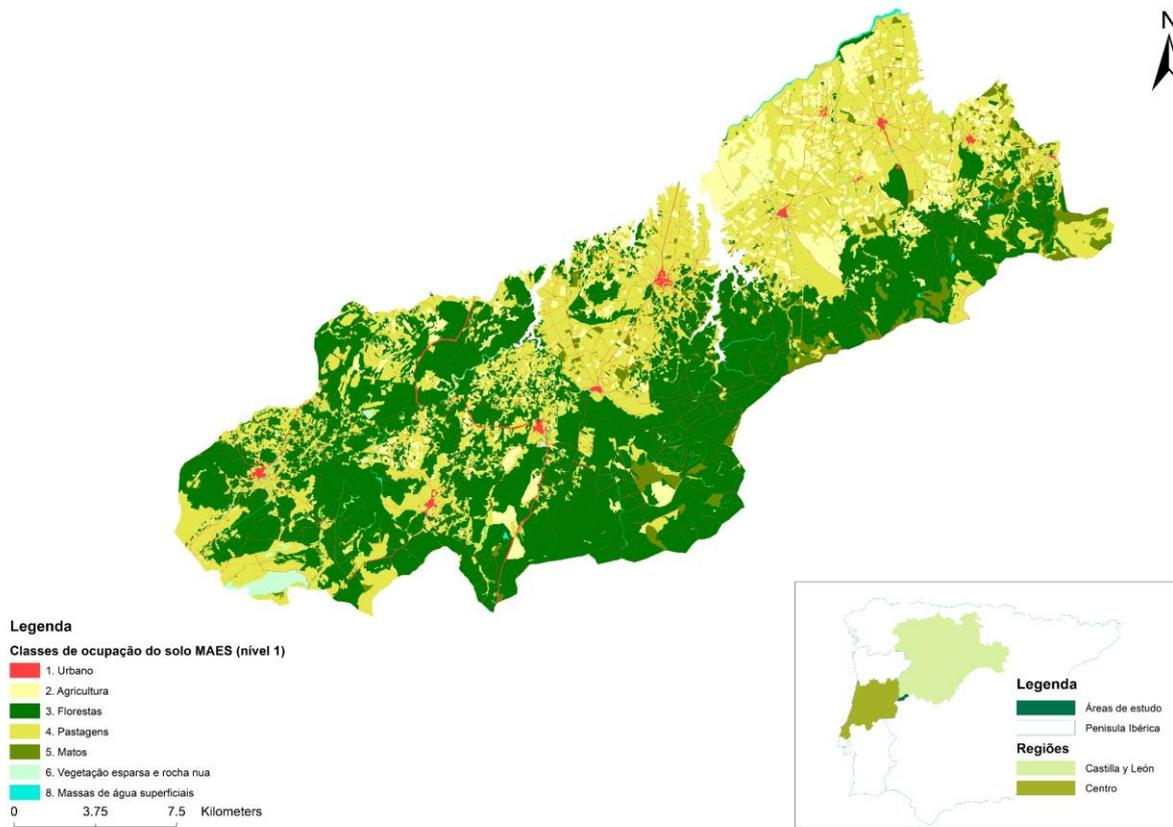 N
Legenda
Classes de ocupação do solo MAES (nível 1)
1. Urbano
2. Agricultura
3. Florestas
4. Pastagens
5. Matos
6. Vegetação esparsa e rocha nua
8. Massas de água superficiais
0 3.75 7.5 Kilometers
Legenda
Áreas de estudo
Penisula Ibérica
Regiões
Castilla y León
Centro